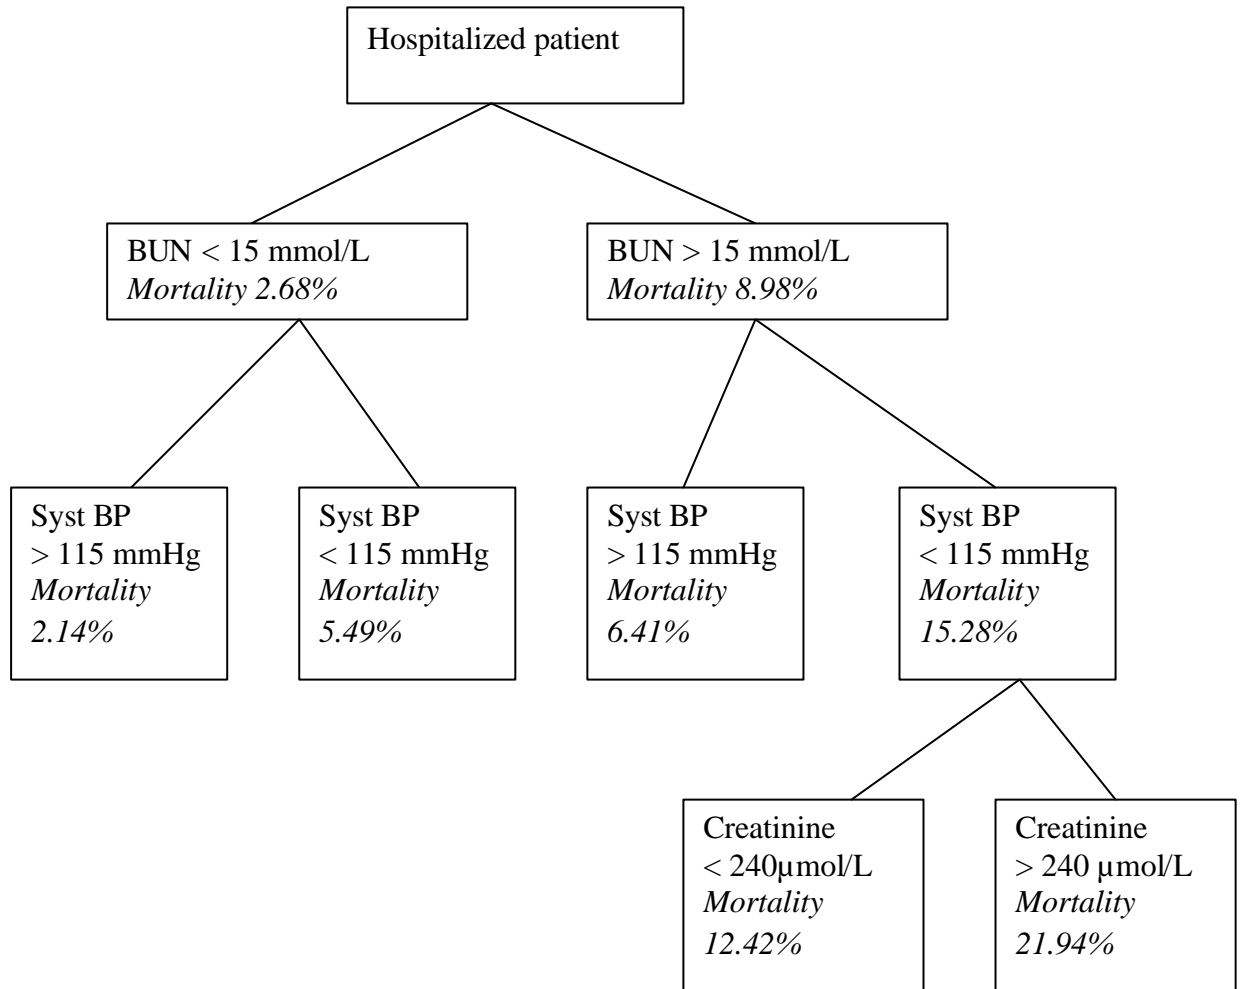 Hospitalized patient
BUN < 15 mmol/L
Mortality 2.68%
BUN > 15 mmol/L
Mortality 8.98%
Syst BP
> 115 mmHg
Mortality
2.14%
Syst BP
< 115 mmHg
Mortality
5.49%
Syst BP
> 115 mmHg
Mortality
6.41%
Syst BP
< 115 mmHg
Mortality
15.28%
Creatinine
< 240µmol/L
Mortality
12.42%
Creatinine
> 240 µmol/L
Mortality
21.94%